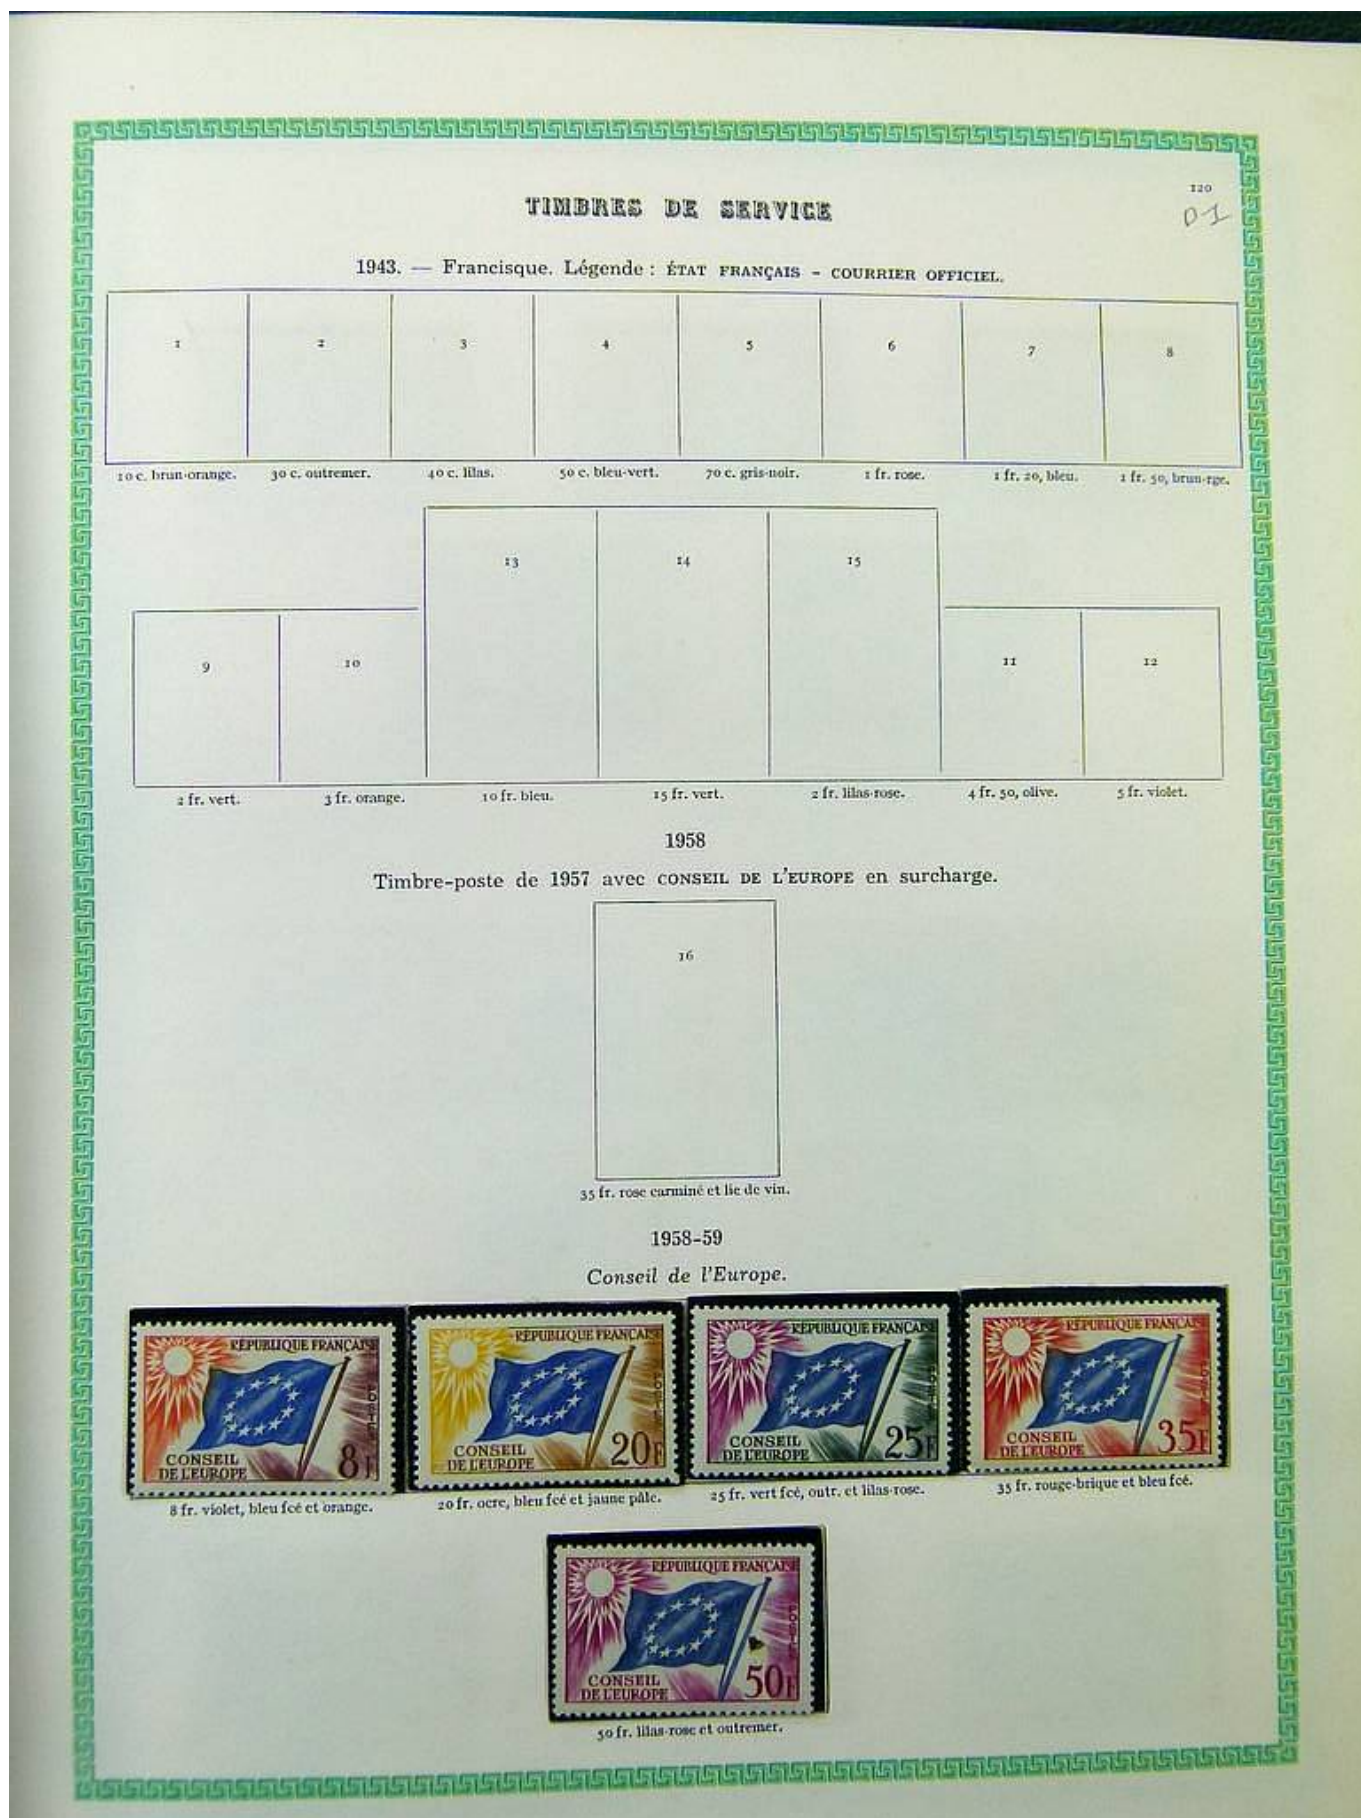 120
TIMBRES DE SERVICE
D1
1943. — Francisque. Légende : ÉTAT FRANÇAIS - COURRIER OFFICIEL.
1 2 3 4 5 6 7 8
10 c. brun-orange. 30 c. outremer. 40 c. lilas. 50 c. bleu-vert. 70 c. gris-noir. 1 fr. rose. 1 fr. 20, bleu. 1 fr. 50, brun-rge.
13 14 15
9 10 11 12
2 fr. vert. 3 fr. orange. 10 fr. bleu. 15 fr. vert. 2 fr. lilas-rose. 4 fr. 50, olive. 5 fr. violet.
1958
Timbre-poste de 1957 avec CONSEIL DE L'EUROPE en surcharge.
16
35 fr. rose carminé et lie de vin.
1958-59
Conseil de l'Europe.
RÉPUBLIQUE FRANÇAISE
POSTES
CONSEIL
DE L'EUROPE
8F
RÉPUBLIQUE FRANÇAISE
POSTES
CONSEIL
DE L'EUROPE
20F
RÉPUBLIQUE FRANÇAISE
POSTES
CONSEIL
DE L'EUROPE
25F
RÉPUBLIQUE FRANÇAISE
POSTES
CONSEIL
DE L'EUROPE
35F
8 fr. violet, bleu fcé et orange. 20 fr. ocre, bleu fcé et jaune pâle. 25 fr. vert fcé, outr. et lilas-rose. 35 fr. rouge-brique et bleu fcé.
RÉPUBLIQUE FRANÇAISE
POSTES
CONSEIL
DE L'EUROPE
50F
50 fr. lilas-rose et outremer.